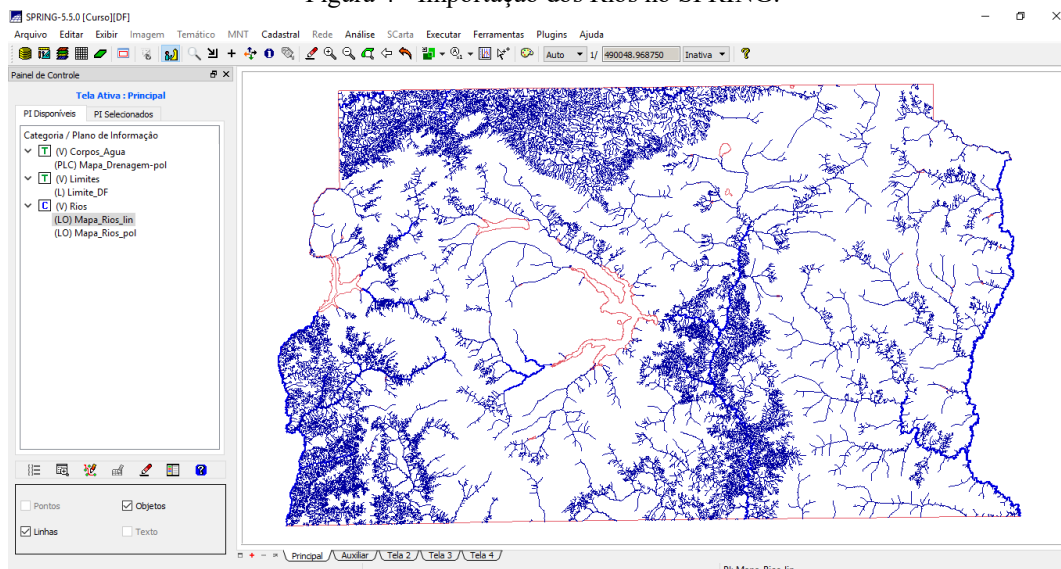 Figura 4 - Importação dos Rios no SPRING.
SPRING-5.5.0 [Curso][DF]
Arquivo Editar Exibir Imagem Temático MNT Cadastral Rede Análise SCarta Executar Ferramentas Plugins Ajuda
Auto 1/ 490048.968750 Inativa
Painel de Controle
Tela Ativa : Principal
PI Disponíveis PI Selecionados
Categoria / Plano de Informação
T (V) Corpos_Agua
(PLC) Mapa_Drenagem-pol
T (V) Limites
(L) Limite_DF
C (V) Rios
(LO) Mapa_Rios_lin
(LO) Mapa_Rios_pol
Pontos Objetos
Linhas Texto
Principal Auxiliar Tela 2 Tela 3 Tela 4
PI: Mapa_Rios_lin